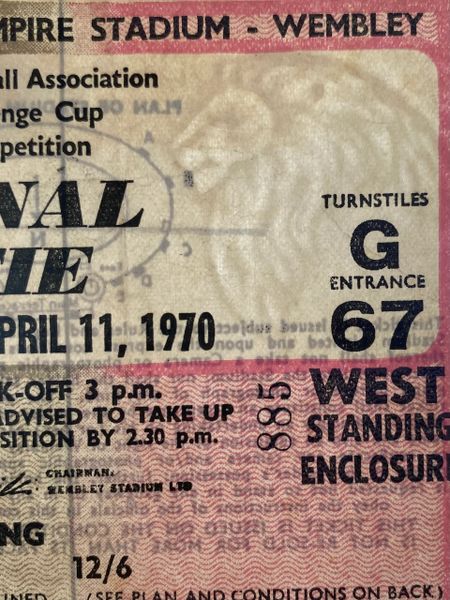 MPIRE STADIUM - WEMBLEY
all Association
nge Cup
petition
NAL
TIE
PRIL 11, 1970
TURNSTILES
G
ENTRANCE
67
K-OFF 3 p.m.
ADVISED TO TAKE UP
SITION BY 2.30 p.m.
885
WEST
STANDING
ENCLOSUR
CHAIRMAN.
WEMBLEY STADIUM LTD
NG
12/6
INED
(SEE PLAN AND CONDITIONS ON BACK)